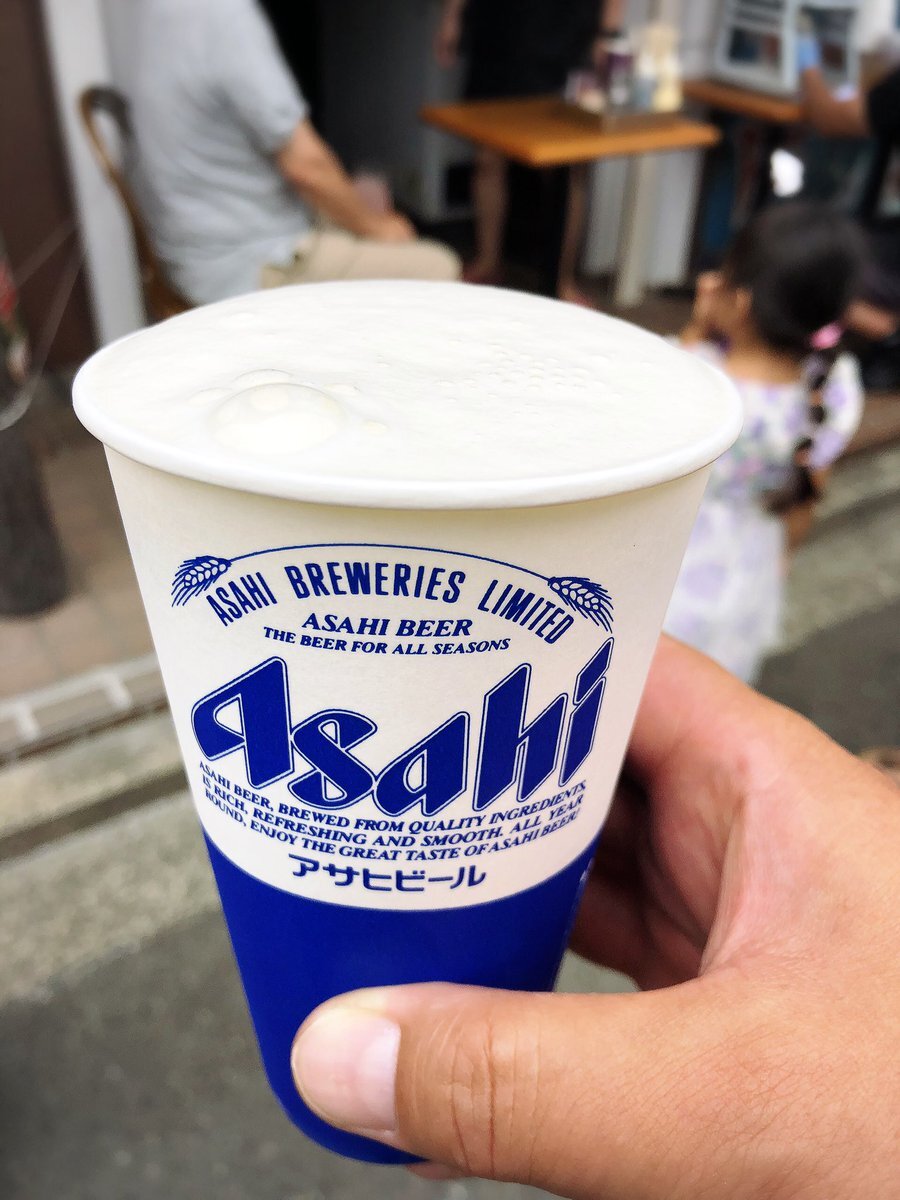 ASAHI BREWERIES LIMITED
ASAHI BEER
THE BEER FOR ALL SEASONS
Asahi
ASAHI BEER, BREWED FROM QUALITY INGREDIENTS,
IS RICH, REFRESHING AND SMOOTH. ALL YEAR
ROUND, ENJOY THE GREAT TASTE OF ASAHI BEER!
アサヒビール